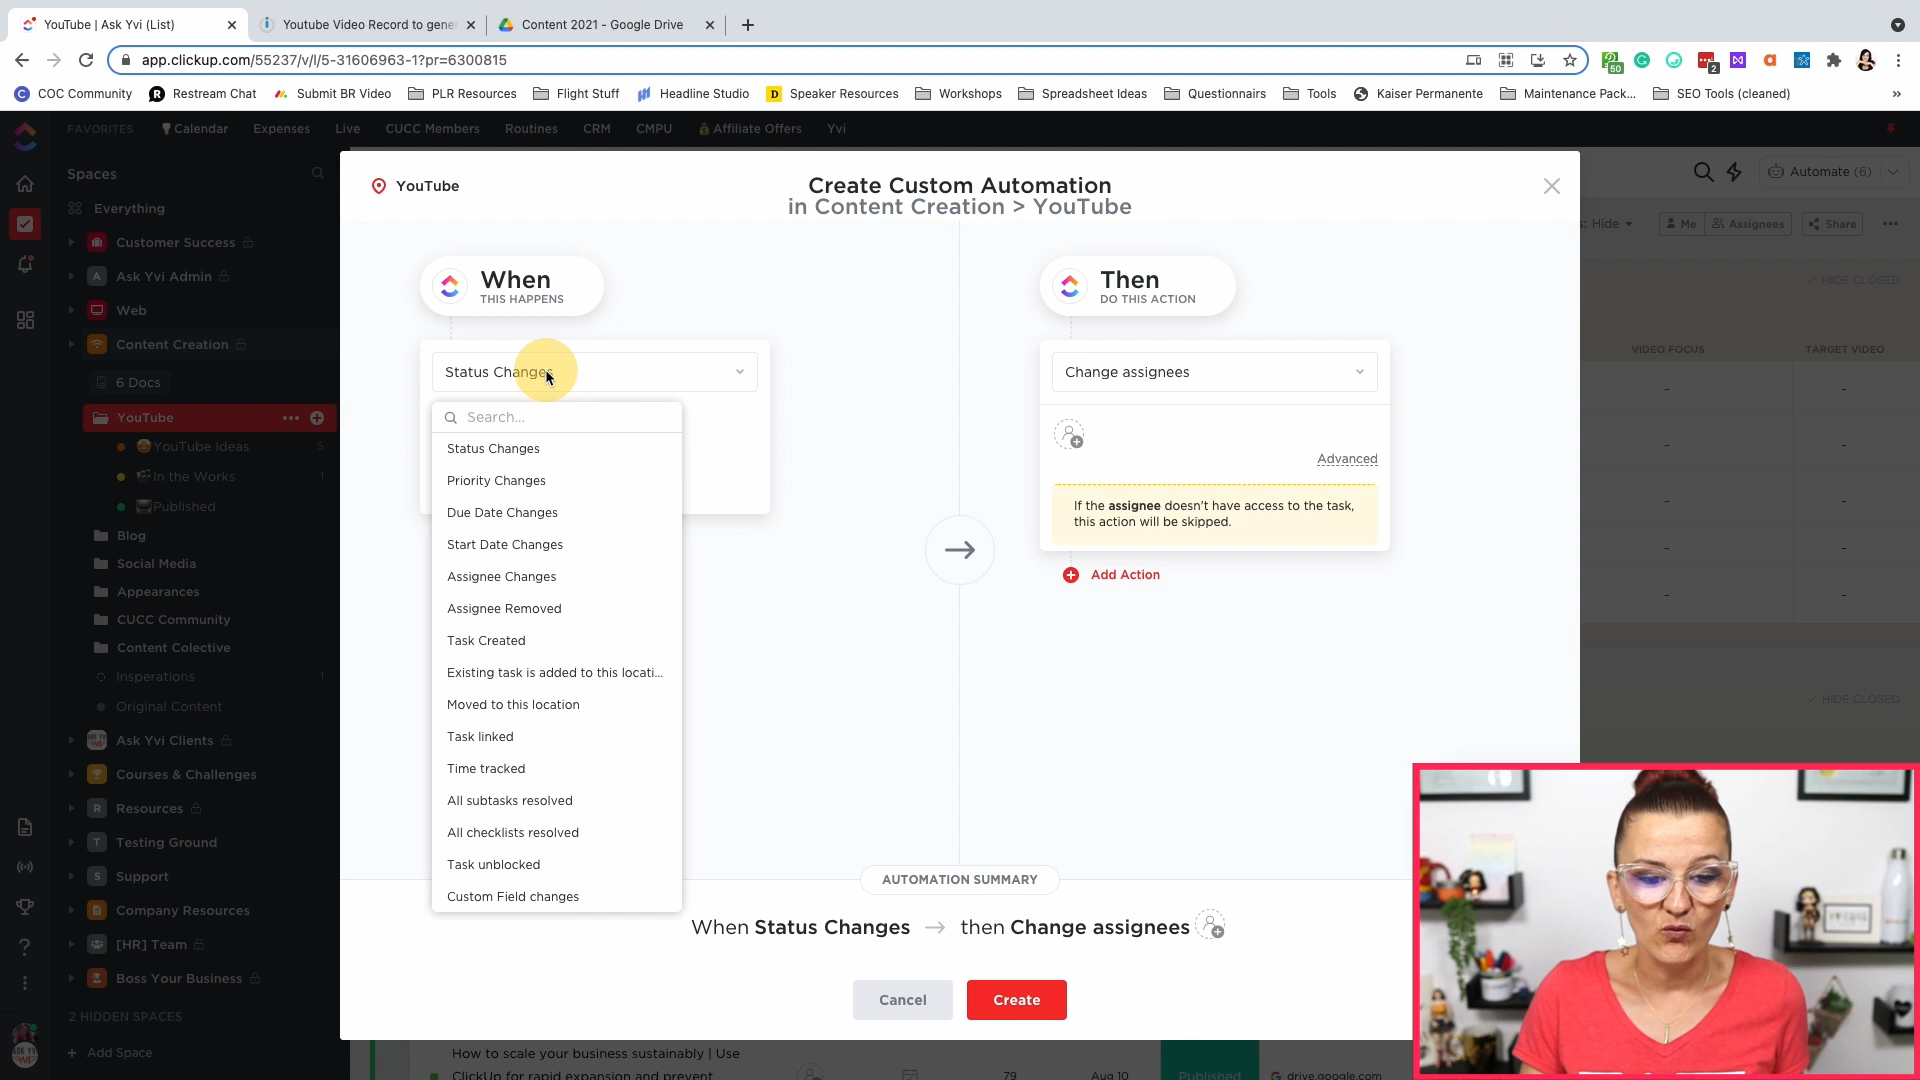 YouTube | Ask Yvi (List)
Youtube Video Record to gene
Content 2021 - Google Drive
app.clickup.com/55237/v/l/5-31606963-1?pr=6300815
50
2
COC Community
Restream Chat
Submit BR Video
PLR Resources
Flight Stuff
Headline Studio
Speaker Resources
Workshops
Spreadsheet Ideas
Questionnairs
Tools
Kaiser Permanente
Maintenance Pack...
SEO Tools (cleaned)
FAVORITES
Calendar
Expenses
Live
CUCC Members
Routines
CRM
CMPU
Affiliate Offers
Yvi
Spaces
Everything
Customer Success
A Ask Yvi Admin
Web
Content Creation
6 Docs
YouTube
YouTube Ideas 5
In the Works 1
Published
Blog
Social Media
Appearances
CUCC Community
Content Colective
Insperations 1
Original Content
Ask Yvi Clients
Courses & Challenges
R Resources
T Testing Ground
S Support
Company Resources
[HR] Team
Boss Your Business
2 HIDDEN SPACES
+ Add Space
YouTube
Create Custom Automation
in Content Creation > YouTube
When
THIS HAPPENS
Status Changes
Search...
Status Changes
Priority Changes
Due Date Changes
Start Date Changes
Assignee Changes
Assignee Removed
Task Created
Existing task is added to this locati...
Moved to this location
Task linked
Time tracked
All subtasks resolved
All checklists resolved
Task unblocked
Custom Field changes
Then
DO THIS ACTION
Change assignees
Advanced
If the assignee doesn't have access to the task,
this action will be skipped.
Add Action
AUTOMATION SUMMARY
When Status Changes → then Change assignees
Cancel
Create
Automate (6)
: Hide
Me
Assignees
Share
HIDE CLOSED
VIDEO FOCUS
TARGET VIDEO
HIDE CLOSED
How to scale your business sustainably | Use
ClickUp for rapid expansion and prevent
79
Aug 10
Published
drive.google.com